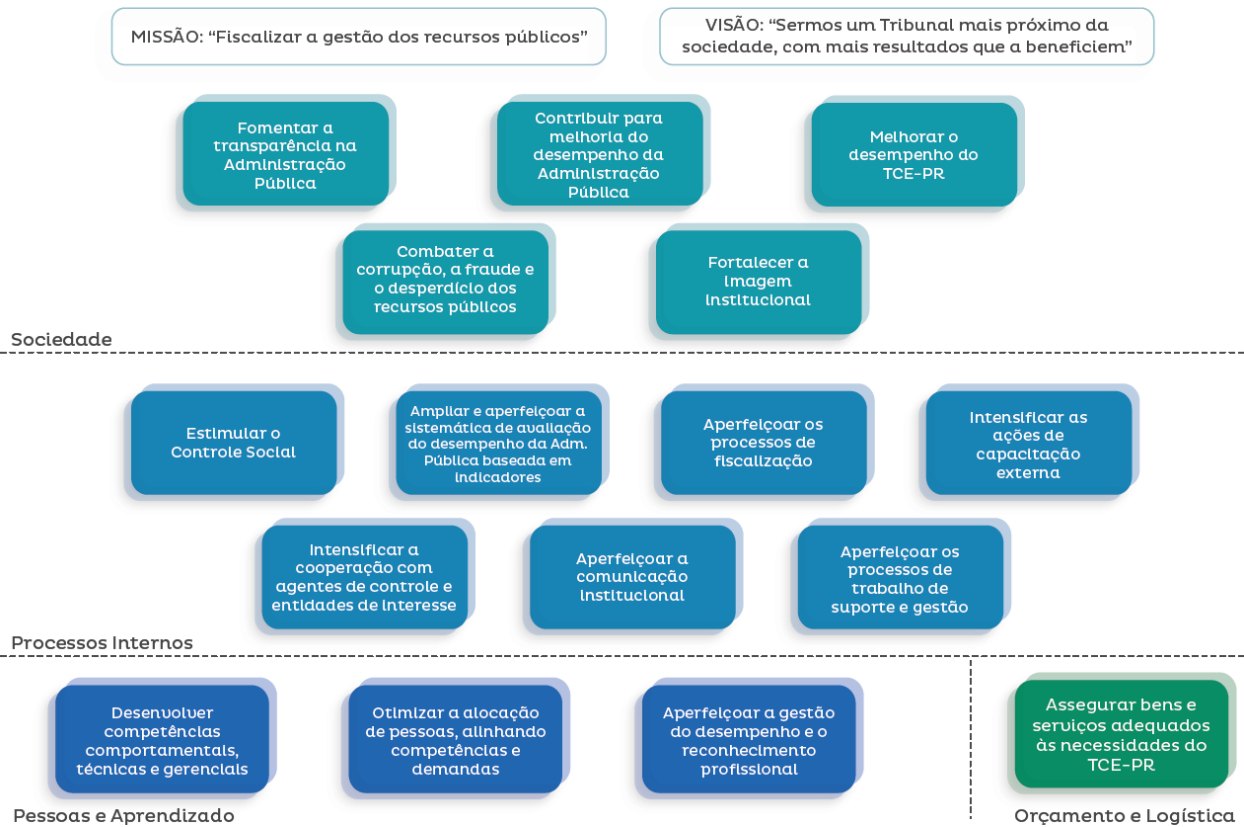 MISSÃO: “Fiscalizar a gestão dos recursos públicos”
VISÃO: “Sermos um Tribunal mais próximo da
sociedade, com mais resultados que a beneficiem”
Fomentar a
transparência na
Administração
Pública
Contribuir para
melhoria do
desempenho da
Administração
Pública
Melhorar o
desempenho do
TCE-PR
Combater a
corrupção, a fraude e
o desperdício dos
recursos públicos
Fortalecer a
imagem
institucional
Sociedade
Estimular o
Controle Social
Ampliar e aperfeiçoar a
sistemática de avaliação
do desempenho da Adm.
Pública baseada em
indicadores
Aperfeiçoar os
processos de
fiscalização
Intensificar as
ações de
capacitação
externa
Intensificar a
cooperação com
agentes de controle e
entidades de interesse
Aperfeiçoar a
comunicação
institucional
Aperfeiçoar os
processos de
trabalho de
suporte e gestão
Processos Internos
Desenvolver
competências
comportamentais,
técnicas e gerenciais
Otimizar a alocação
de pessoas, alinhando
competências e
demandas
Aperfeiçoar a gestão
do desempenho e o
reconhecimento
profissional
Assegurar bens e
serviços adequados
às necessidades do
TCE-PR
Pessoas e Aprendizado
Orçamento e Logística